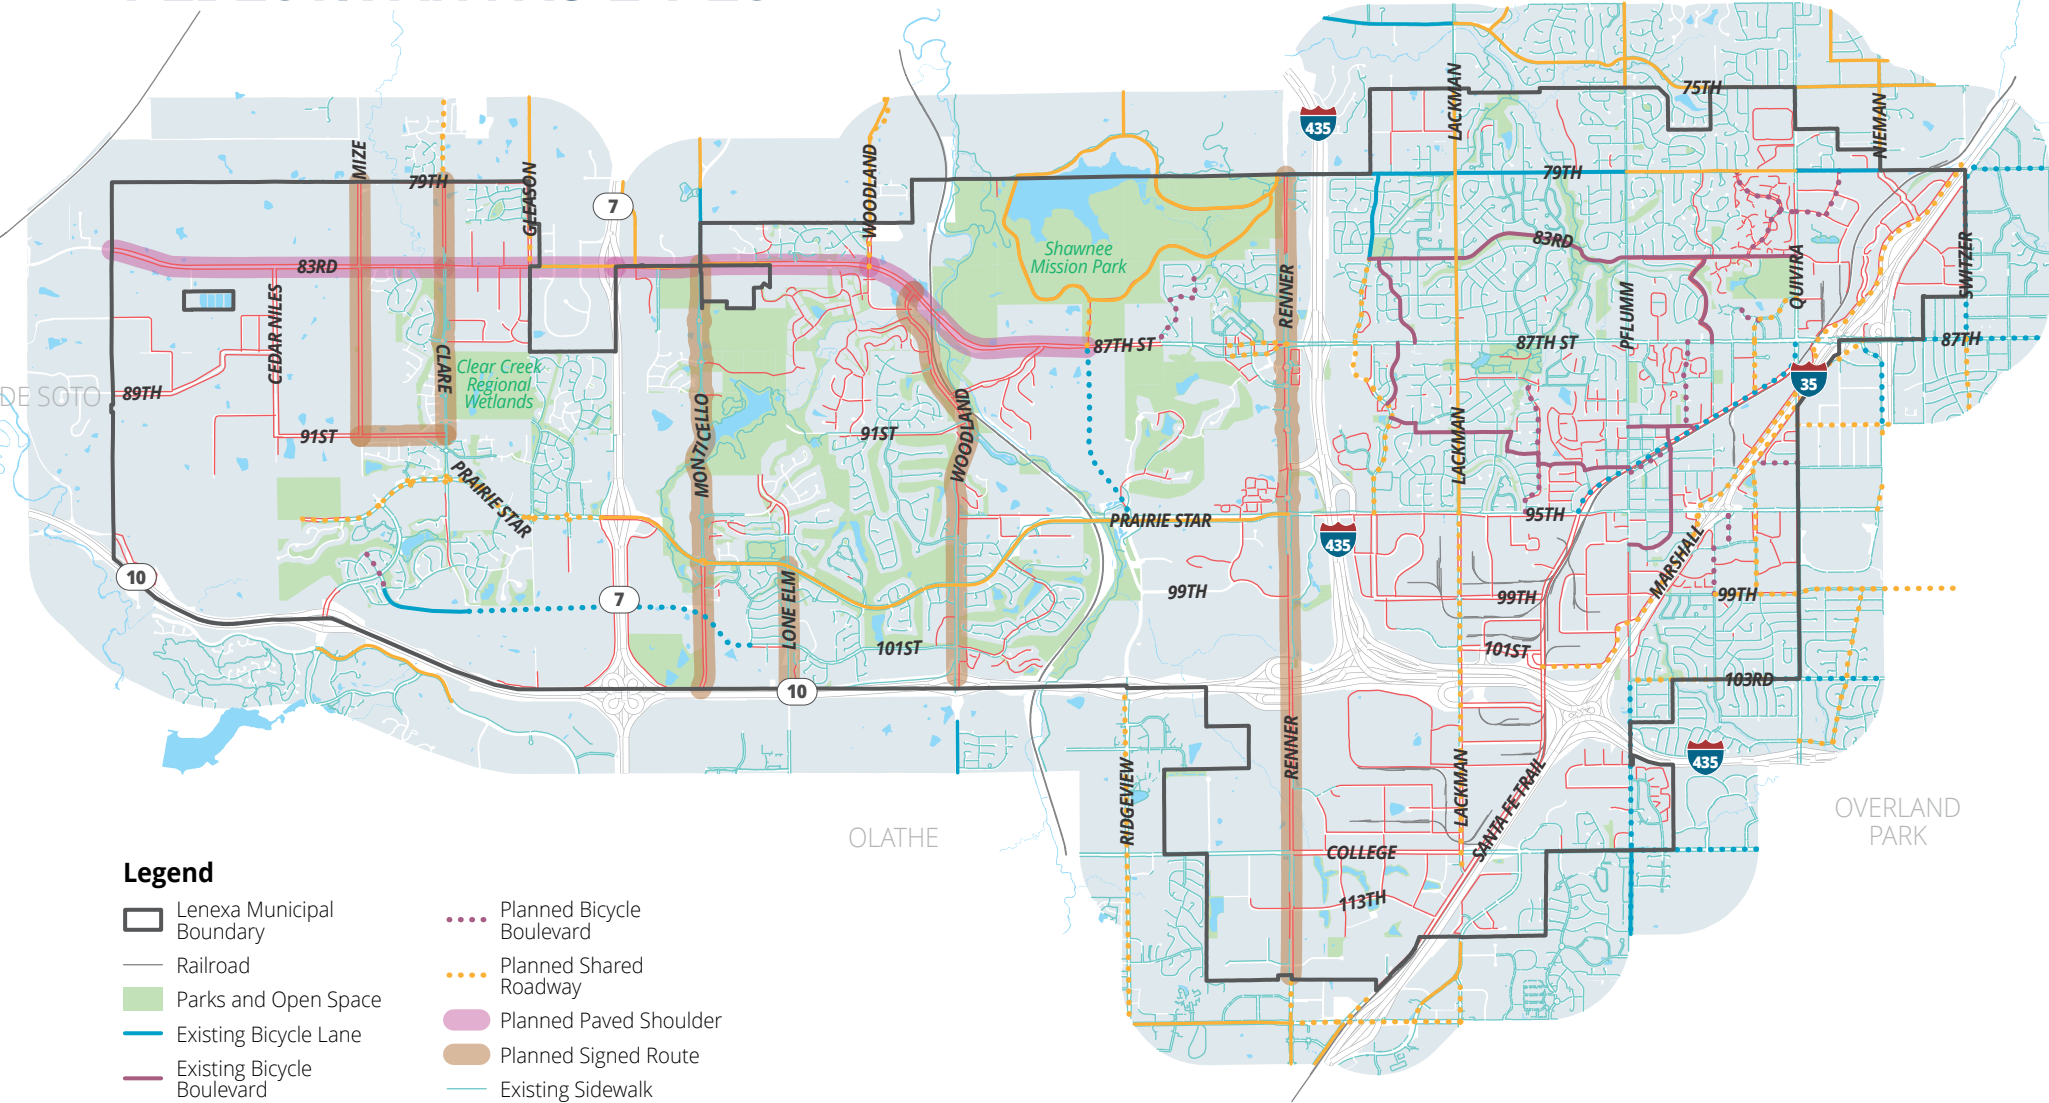 75TH
LACKMAN
NIEMAN
435
MIZE
79TH
GLEASON
7
WOODLAND
79TH
83RD
Shawnee
Mission Park
RENNER
83RD
QUIVIRA
SWITZER
CEDAR NILES
CLARE
87TH ST
87TH ST
PFLUMM
87TH
DE SOTO
89TH
Clear Creek
Regional
Wetlands
35
91ST
MONTICELLO
91ST
WOODLAND
LACKMAN
PRAIRIE STAR
PRAIRIE STAR
95TH
435
MARSHALL
10
7
LONE ELM
99TH
99TH
99TH
101ST
101ST
103RD
10
RENNER
RIDGEVIEW
LACKMAN
SANTA FE TRAIL
435
OLATHE
OVERLAND
PARK
COLLEGE
113TH
Legend
Lenexa Municipal
Boundary
Railroad
Parks and Open Space
Existing Bicycle Lane
Existing Bicycle
Boulevard
Planned Bicycle
Boulevard
Planned Shared
Roadway
Planned Paved Shoulder
Planned Signed Route
Existing Sidewalk